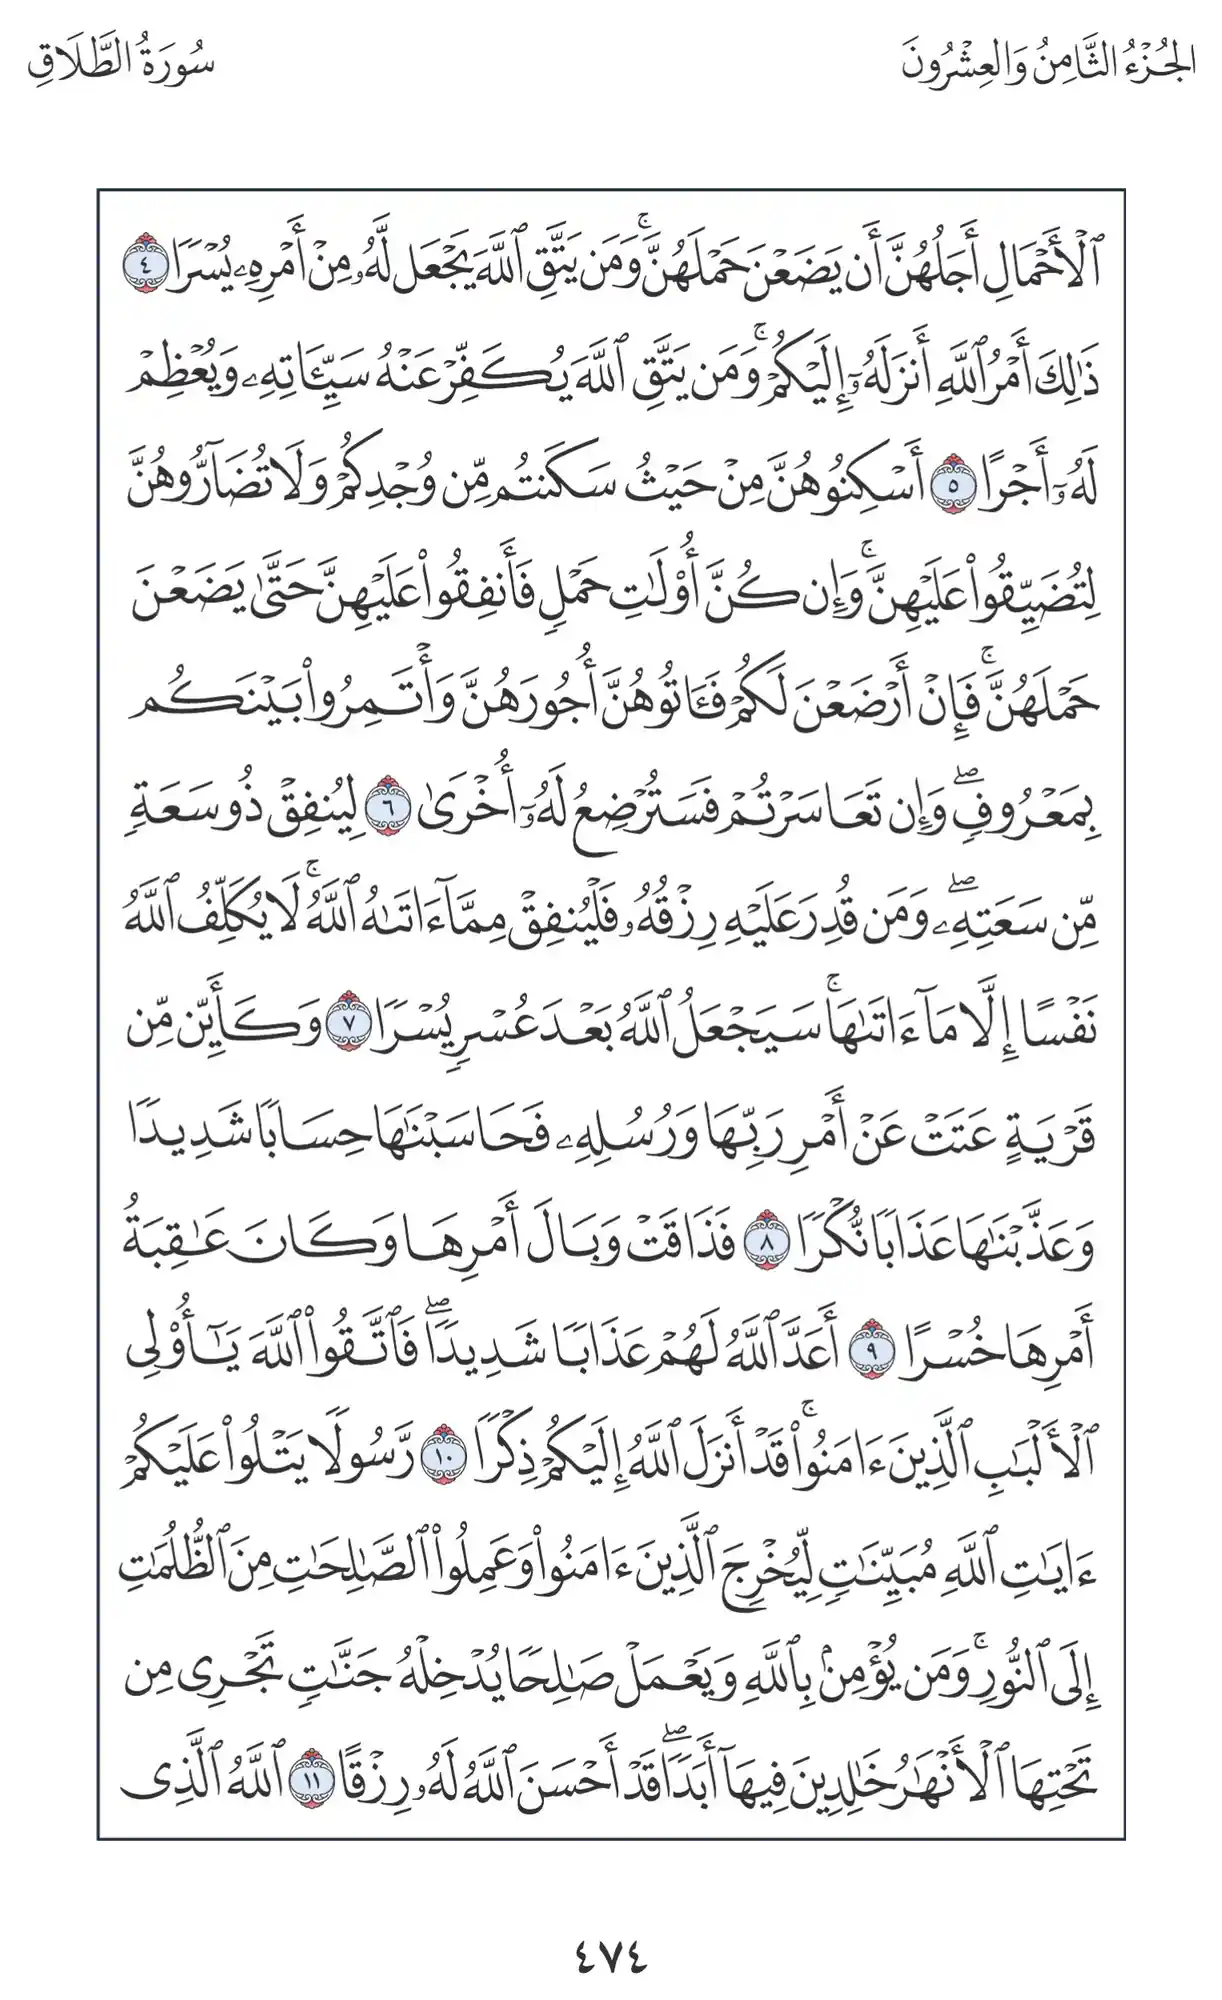 الجُزْءُ الثَّامِنُ وَالعِشْرُونَ
سُورَةُ الطَّلَاقِ
ٱلْأَحْمَالِ أَجَلُهُنَّ أَن يَضَعْنَ حَمْلَهُنَّۚ وَمَن يَتَّقِ ٱللَّهَ يَجْعَل لَّهُۥ مِنْ أَمْرِهِۦ يُسْرًا ٤
ذَٰلِكَ أَمْرُ ٱللَّهِ أَنزَلَهُۥٓ إِلَيْكُمْۚ وَمَن يَتَّقِ ٱللَّهَ يُكَفِّرْ عَنْهُ سَيِّـَٔاتِهِۦ وَيُعْظِمْ
لَهُۥٓ أَجْرًا ٥ أَسْكِنُوهُنَّ مِنْ حَيْثُ سَكَنتُم مِّن وُجْدِكُمْ وَلَا تُضَآرُّوهُنَّ
لِتُضَيِّقُوا۟ عَلَيْهِنَّۚ وَإِن كُنَّ أُو۟لَٰتِ حَمْلٍ فَأَنفِقُوا۟ عَلَيْهِنَّ حَتَّىٰ يَضَعْنَ
حَمْلَهُنَّۚ فَإِنْ أَرْضَعْنَ لَكُمْ فَـَٔاتُوهُنَّ أُجُورَهُنَّ وَأْتَمِرُوا۟ بَيْنَكُم
بِمَعْرُوفٍۖ وَإِن تَعَاسَرْتُمْ فَسَتُرْضِعُ لَهُۥٓ أُخْرَىٰ ٦ لِيُنفِقْ ذُو سَعَةٍ
مِّن سَعَتِهِۦۖ وَمَن قُدِرَ عَلَيْهِ رِزْقُهُۥ فَلْيُنفِقْ مِمَّآ ءَاتَىٰهُ ٱللَّهُۚ لَا يُكَلِّفُ ٱللَّهُ
نَفْسًا إِلَّا مَآ ءَاتَىٰهَاۚ سَيَجْعَلُ ٱللَّهُ بَعْدَ عُسْرٍ يُسْرًا ٧ وَكَأَيِّن مِّن
قَرْيَةٍ عَتَتْ عَنْ أَمْرِ رَبِّهَا وَرُسُلِهِۦ فَحَاسَبْنَٰهَا حِسَابًا شَدِيدًا
وَعَذَّبْنَٰهَا عَذَابًا نُّكْرًا ٨ فَذَاقَتْ وَبَالَ أَمْرِهَا وَكَانَ عَٰقِبَةُ
أَمْرِهَا خُسْرًا ٩ أَعَدَّ ٱللَّهُ لَهُمْ عَذَابًا شَدِيدًاۖ فَٱتَّقُوا۟ ٱللَّهَ يَـٰٓأُو۟لِى
ٱلْأَلْبَٰبِ ٱلَّذِينَ ءَامَنُوا۟ۚ قَدْ أَنزَلَ ٱللَّهُ إِلَيْكُمْ ذِكْرًا ١٠ رَّسُولًا يَتْلُوا۟ عَلَيْكُمْ
ءَايَٰتِ ٱللَّهِ مُبَيِّنَٰتٍ لِّيُخْرِجَ ٱلَّذِينَ ءَامَنُوا۟ وَعَمِلُوا۟ ٱلصَّٰلِحَٰتِ مِنَ ٱلظُّلُمَٰتِ
إِلَى ٱلنُّورِۚ وَمَن يُؤْمِنۢ بِٱللَّهِ وَيَعْمَلْ صَٰلِحًا يُدْخِلْهُ جَنَّٰتٍ تَجْرِى مِن
تَحْتِهَا ٱلْأَنْهَٰرُ خَٰلِدِينَ فِيهَآ أَبَدًاۖ قَدْ أَحْسَنَ ٱللَّهُ لَهُۥ رِزْقًا ١١ ٱللَّهُ ٱلَّذِى
٤٧٤